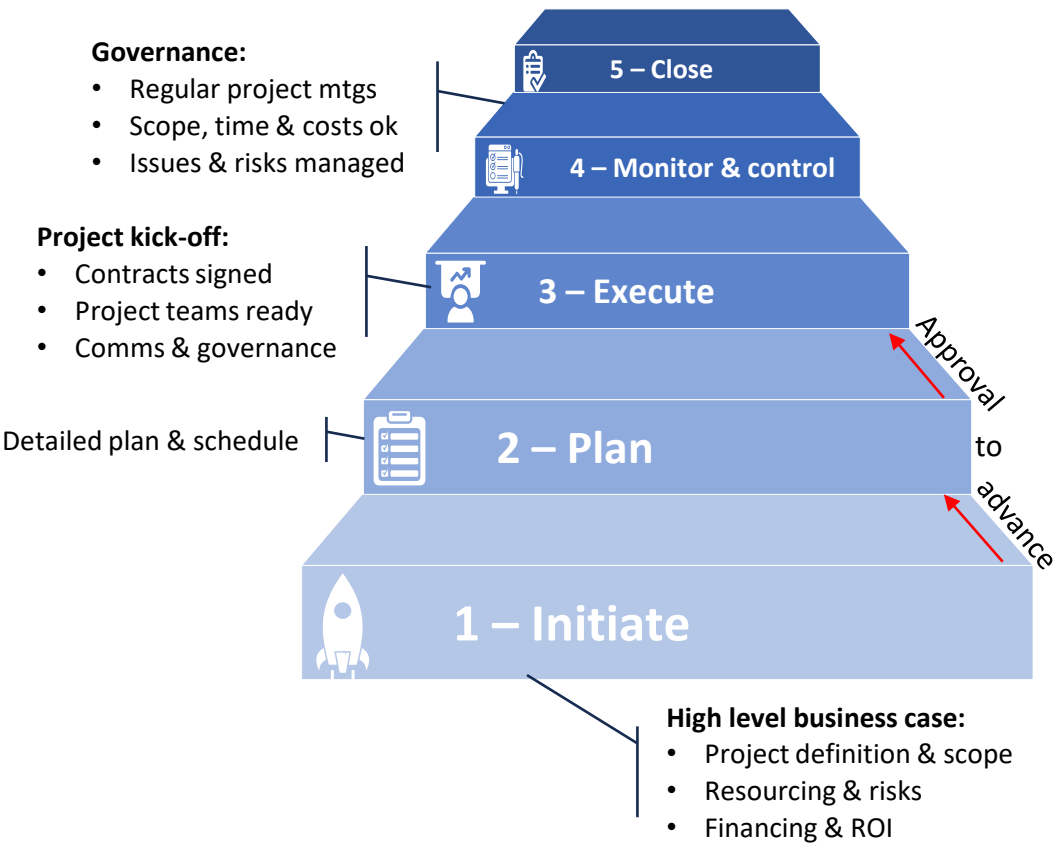 Governance:
• Regular project mtgs
• Scope, time & costs ok
• Issues & risks managed
5 – Close
4 – Monitor & control
Project kick-off:
• Contracts signed
• Project teams ready
• Comms & governance
3 – Execute
Approval
to
advance
Detailed plan & schedule
2 – Plan
1 – Initiate
High level business case:
• Project definition & scope
• Resourcing & risks
• Financing & ROI